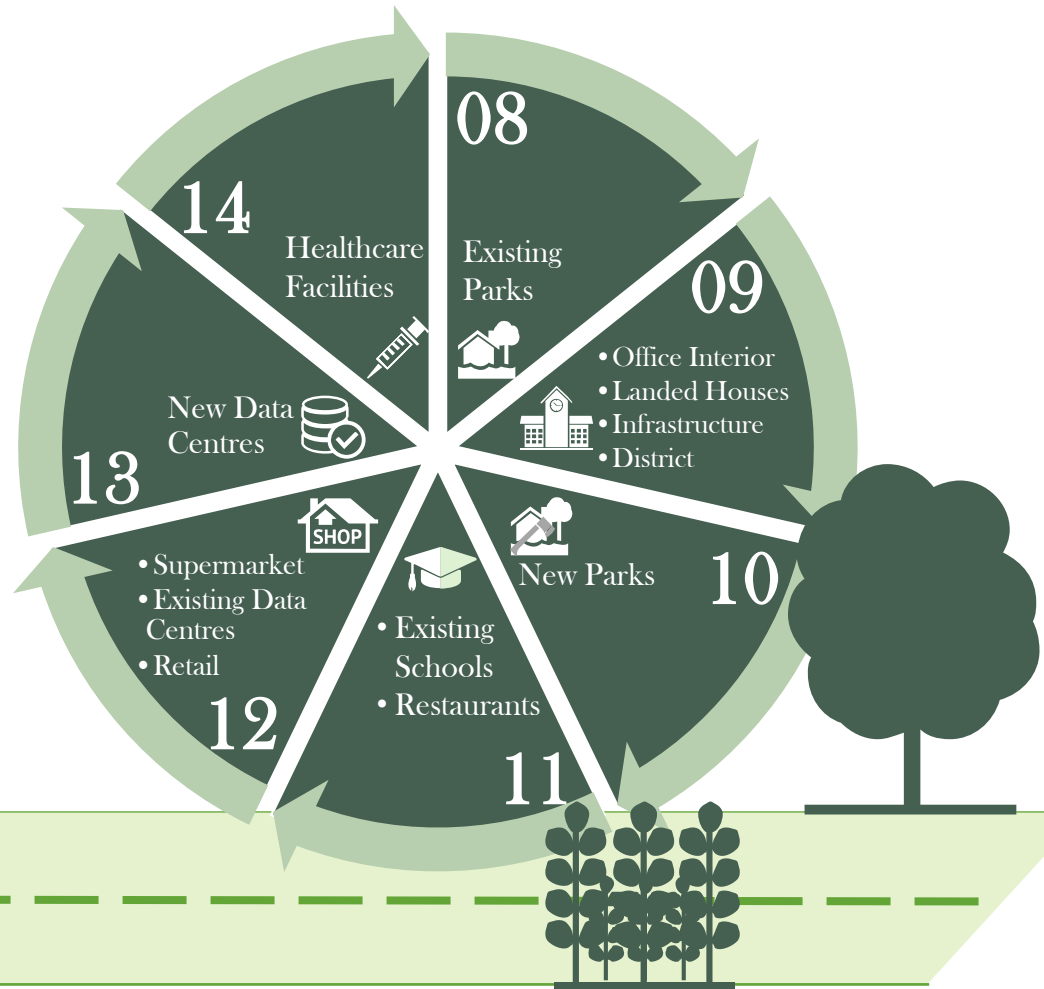 08
Existing
Parks
09
• Office Interior
• Landed Houses
• Infrastructure
• District
10
New Parks
11
• Existing
Schools
• Restaurants
12
SHOP
• Supermarket
• Existing Data
Centres
• Retail
13
New Data
Centres
14
Healthcare
Facilities